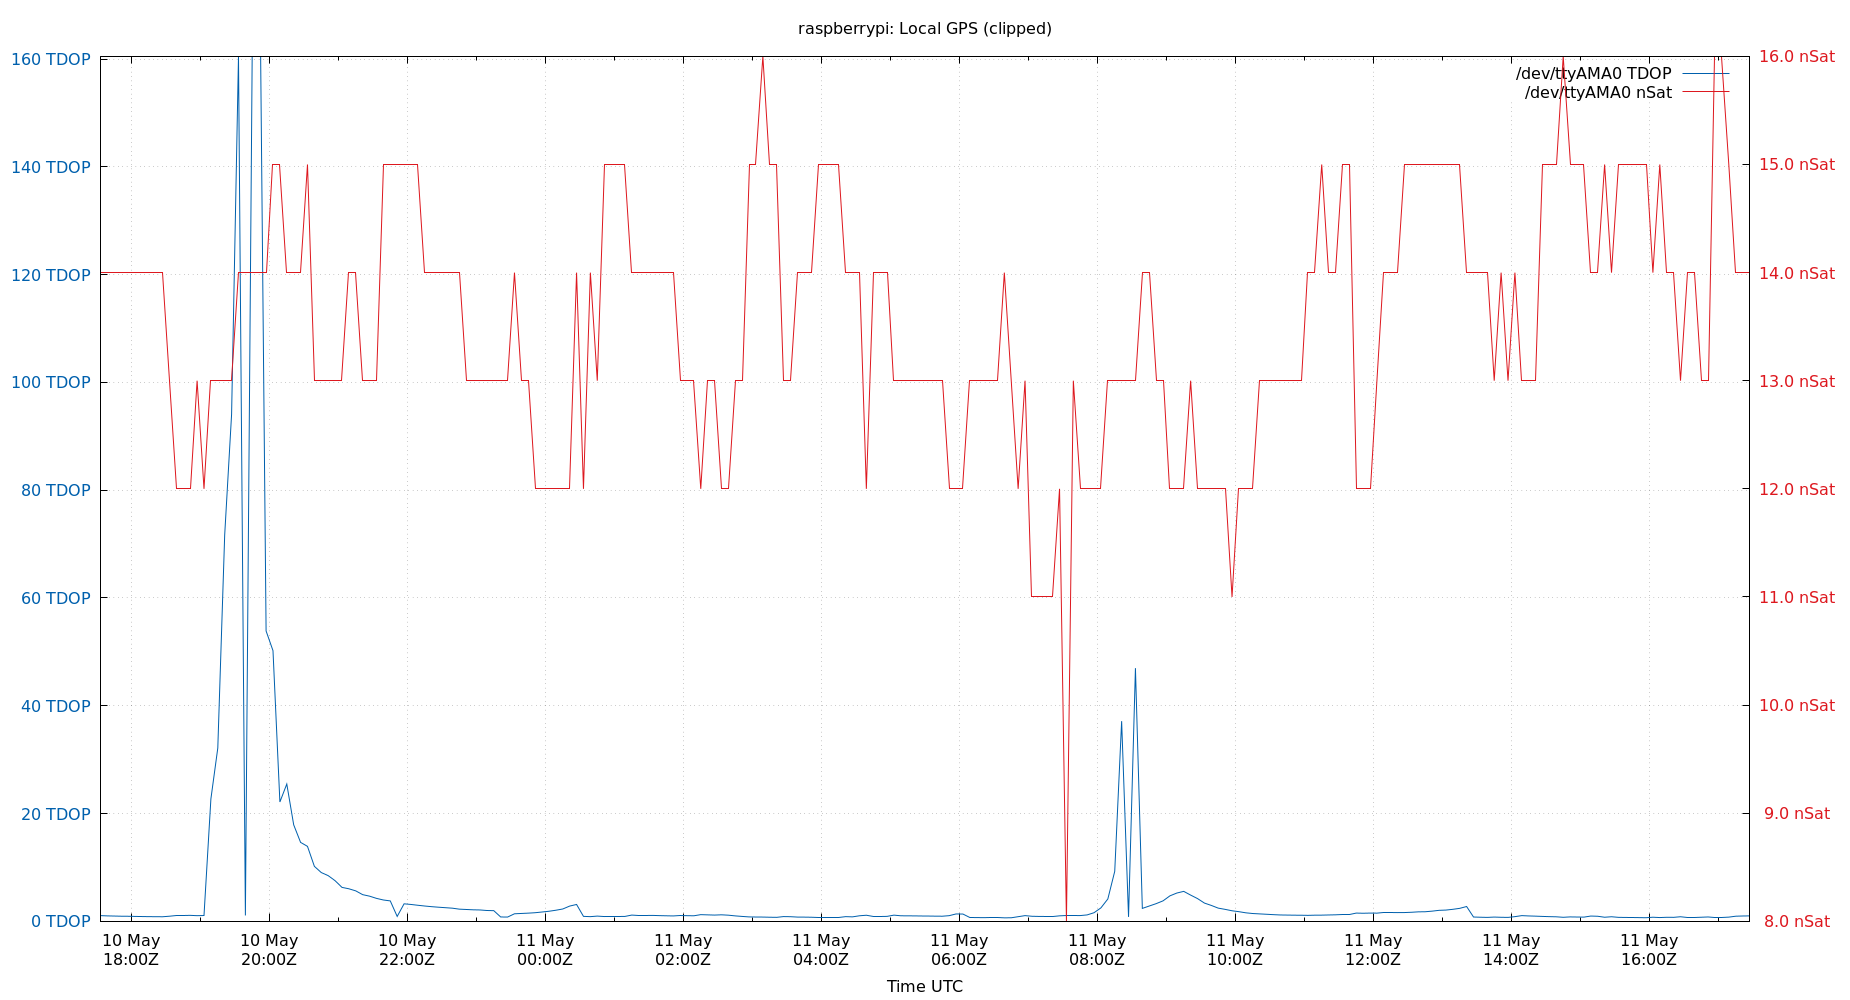 raspberrypi: Local GPS (clipped)
160 TDOP
140 TDOP
120 TDOP
100 TDOP
80 TDOP
60 TDOP
40 TDOP
20 TDOP
0 TDOP
16.0 nSat
15.0 nSat
14.0 nSat
13.0 nSat
12.0 nSat
11.0 nSat
10.0 nSat
9.0 nSat
8.0 nSat
/dev/ttyAMA0 TDOP
/dev/ttyAMA0 nSat
10 May
18:00Z
10 May
20:00Z
10 May
22:00Z
11 May
00:00Z
11 May
02:00Z
11 May
04:00Z
11 May
06:00Z
11 May
08:00Z
11 May
10:00Z
11 May
12:00Z
11 May
14:00Z
11 May
16:00Z
Time UTC